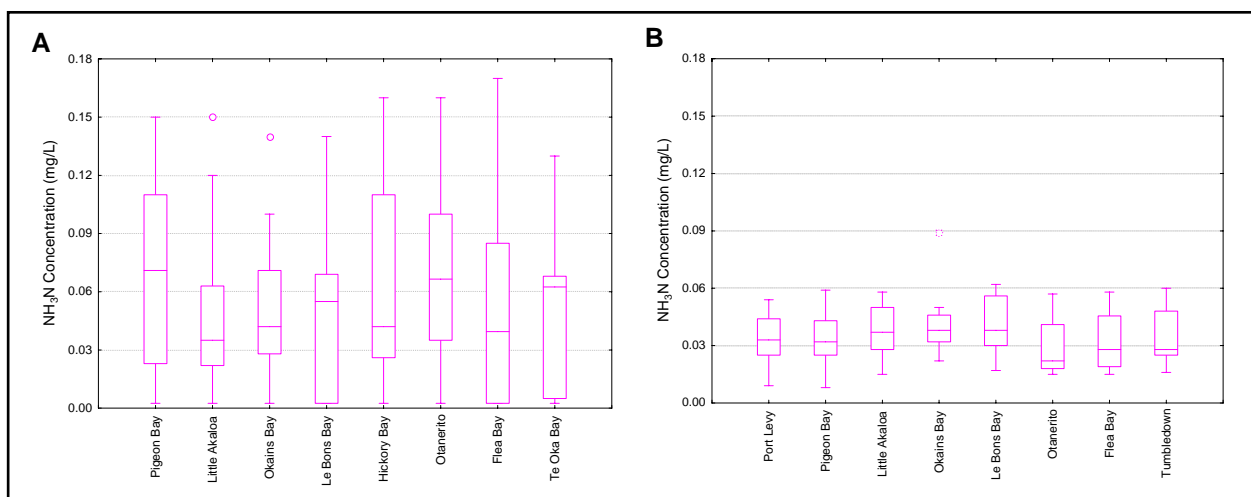 A
NH₃N Concentration (mg/L)
0.18
0.15
0.12
0.09
0.06
0.03
0.00
Pigeon Bay
Little Akaloa
Okains Bay
Le Bons Bay
Hickory Bay
Otanerito
Flea Bay
Te Oka Bay
B
NH₃N Concentration (mg/L)
0.18
0.15
0.12
0.09
0.06
0.03
0.00
Port Levy
Pigeon Bay
Little Akaloa
Okains Bay
Le Bons Bay
Otanerito
Flea Bay
Tumbledown